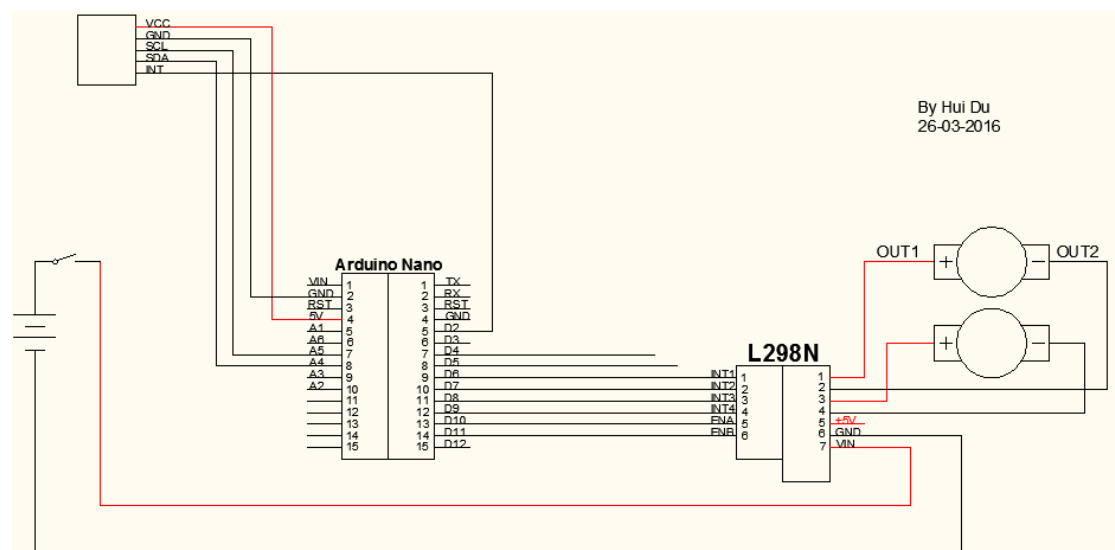 VCC
GND
SCL
SDA
INT
By Hui Du
26-03-2016
OUT1
+
−
OUT2
+
−
Arduino Nano
VIN 1 1 TX
GND 2 2 RX
RST 3 3 RST
5V 4 4 GND
A1 5 5 D2
A6 6 6 D3
A5 7 7 D4
A4 8 8 D5
A3 9 9 D6
A2 10 10 D7
11 11 D8
12 12 D9
13 13 D10
14 14 D11
15 15 D12
L298N
INT1 1 1
INT2 2 2
INT3 3 3
INT4 4 4
ENA 5 5 +5V
ENB 6 6 GND
7 VIN